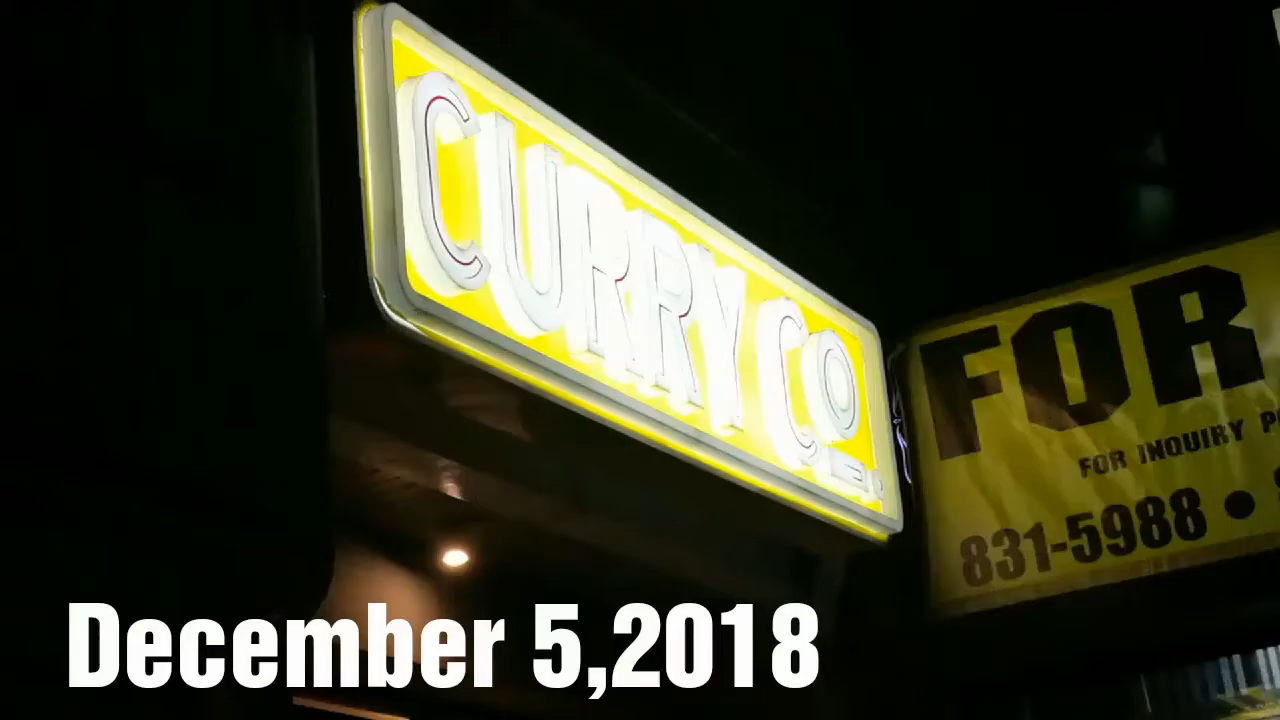 CURRY CO.
FOR
FOR INQUIRY
831-5988 •
December 5,2018